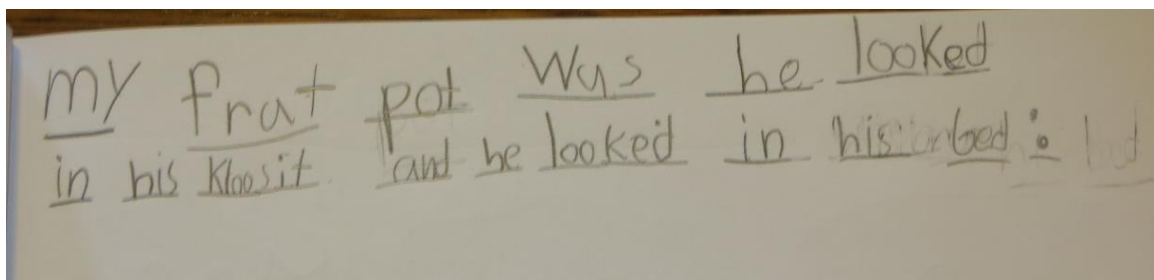 my frat pot was he looked
in his kloosit and he looked in his bed :